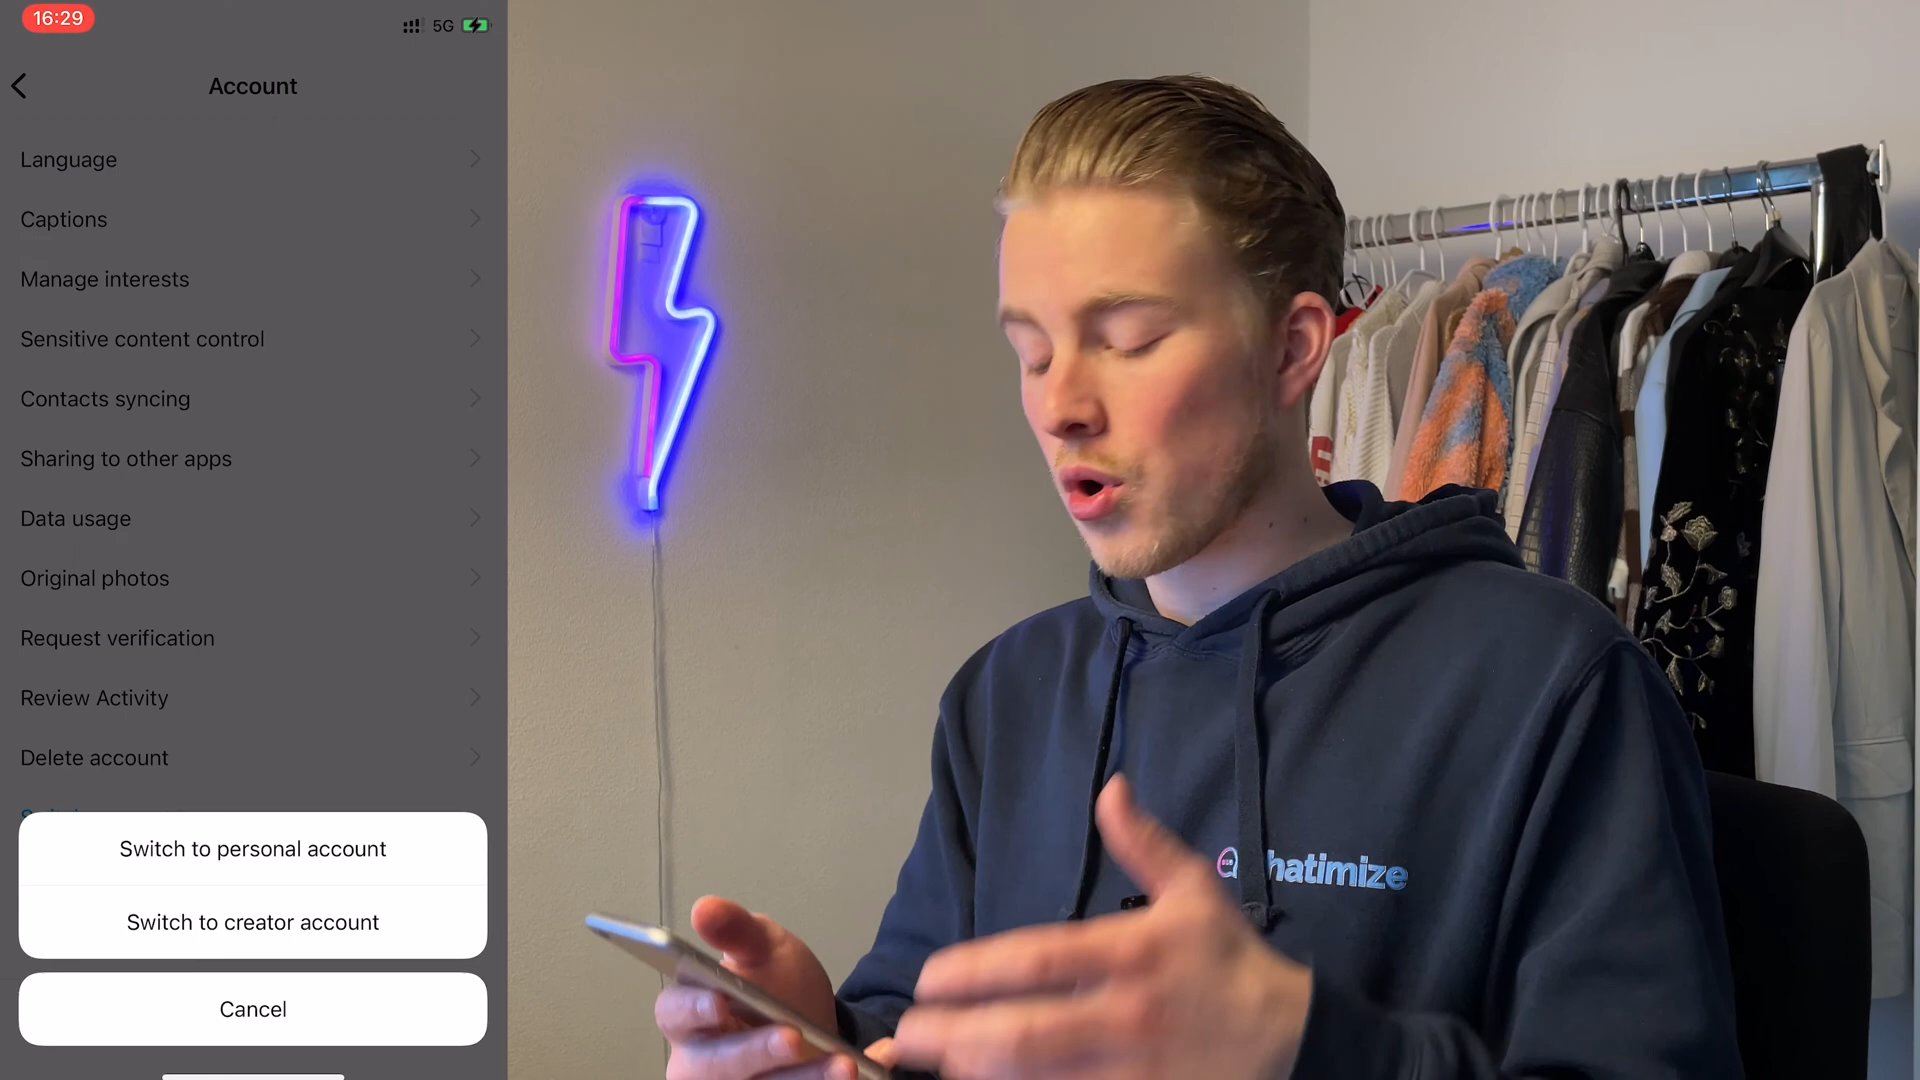 16:29
5G
Account
Language
Captions
Manage interests
Sensitive content control
Contacts syncing
Sharing to other apps
Data usage
Original photos
Request verification
Review Activity
Delete account
Switch to personal account
Switch to creator account
Cancel
hatimize